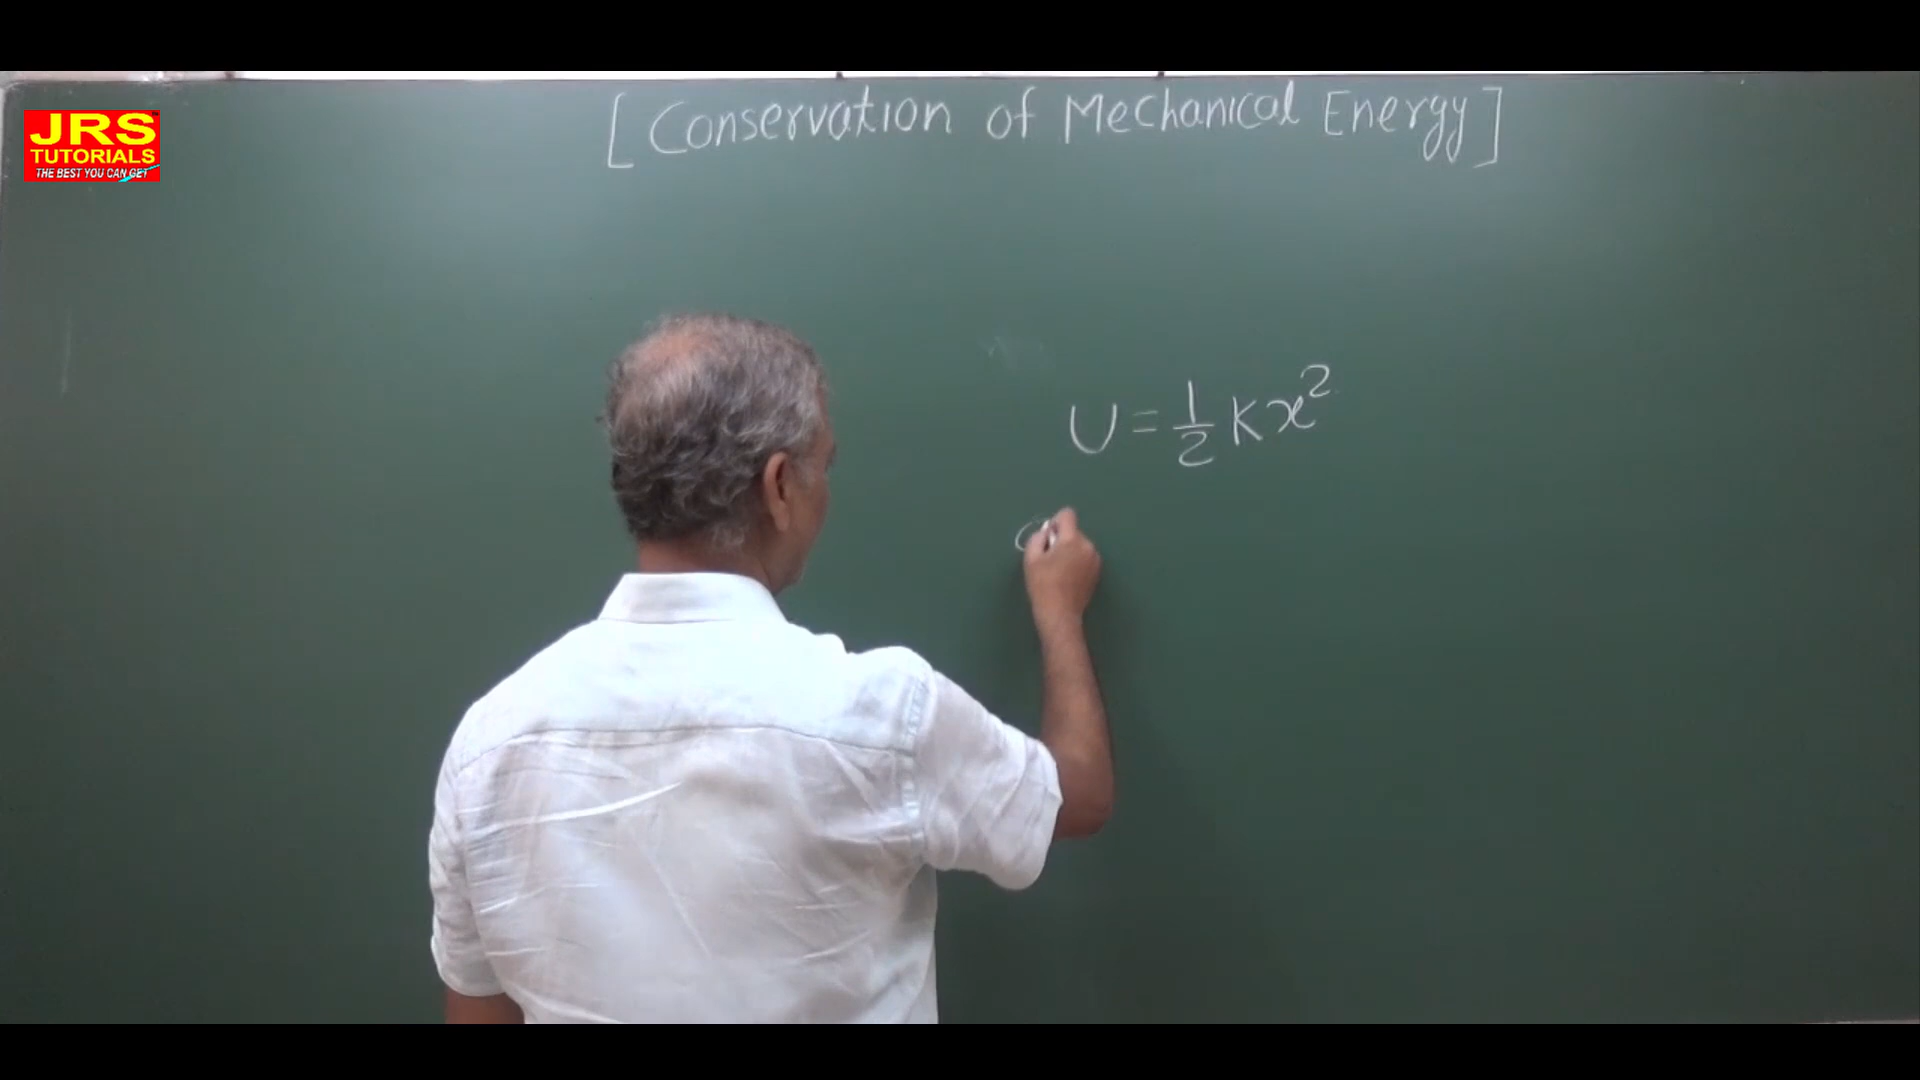 [Conservation of Mechanical Energy]
JRS
TUTORIALS
THE BEST YOU CAN GET
U = 1/2 Kx²